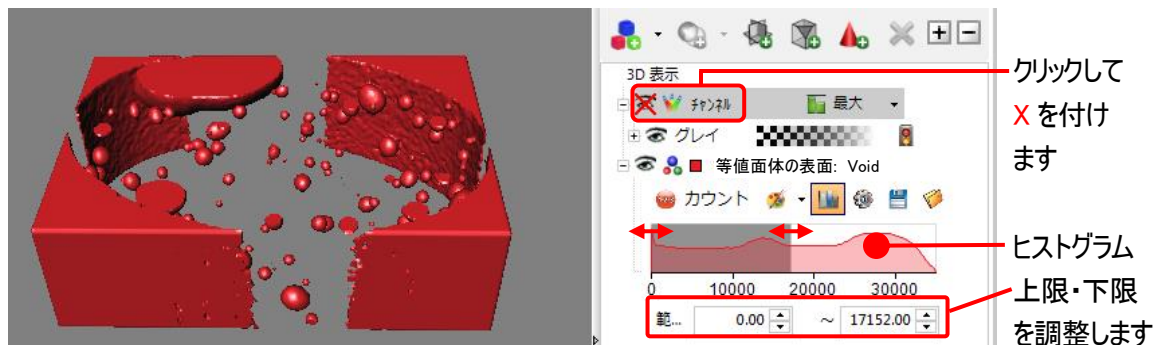 3D 表示
チャンネル 最大
グレイ
等値面体の表面: Void
カウント
0 10000 20000 30000
範... 0.00 ~ 17152.00
クリックして
X を付け
ます
ヒストグラム
上限・下限
を調整します